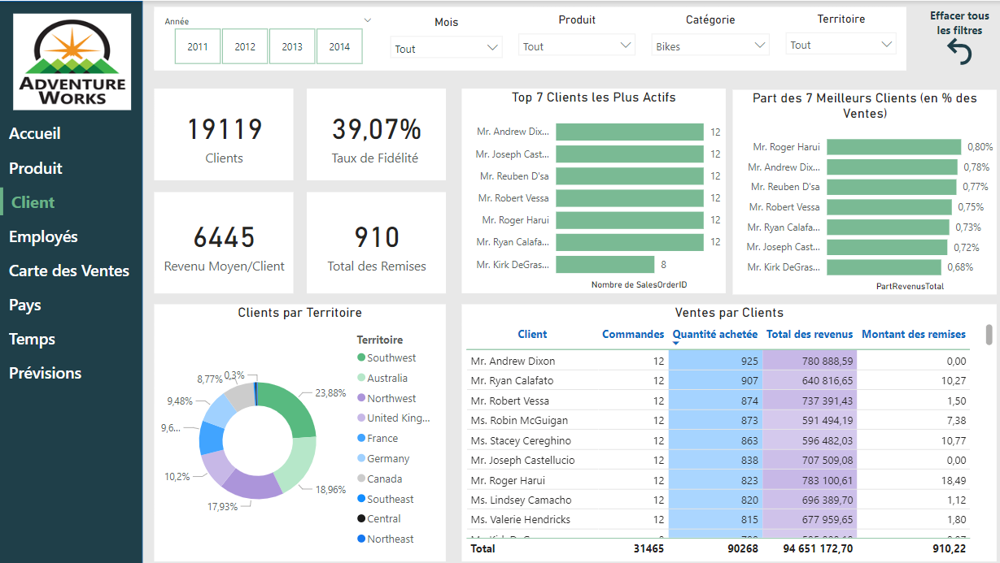 ADVENTURE
WORKS
Accueil
Produit
Client
Employés
Carte des Ventes
Pays
Temps
Prévisions
Année
2011 2012 2013 2014
Mois
Tout
Produit
Tout
Catégorie
Bikes
Territoire
Tout
Effacer tous
les filtres
19119
Clients
39,07%
Taux de Fidélité
6445
Revenu Moyen/Client
910
Total des Remises
Top 7 Clients les Plus Actifs
Mr. Andrew Dix... 12
Mr. Joseph Cast... 12
Mr. Reuben D'sa 12
Mr. Robert Vessa 12
Mr. Roger Harui 12
Mr. Ryan Calafa... 12
Mr. Kirk DeGras... 8
Nombre de SalesOrderID
Part des 7 Meilleurs Clients (en % des
Ventes)
Mr. Roger Harui 0,80%
Mr. Andrew Dix... 0,78%
Mr. Reuben D'sa 0,77%
Mr. Robert Vessa 0,75%
Mr. Ryan Calafa... 0,73%
Mr. Joseph Cast... 0,72%
Mr. Kirk DeGras... 0,68%
PartRevenusTotal
Clients par Territoire
23,88%
18,96%
17,93%
10,2%
9,6...
9,48%
8,77%
0,3%
Territoire
Southwest
Australia
Northwest
United King...
France
Germany
Canada
Southeast
Central
Northeast
Ventes par Clients
Client Commandes Quantité achetée Total des revenus Montant des remises
Mr. Andrew Dixon 12 925 780 888,59 0,00
Mr. Ryan Calafato 12 907 640 816,65 10,27
Mr. Robert Vessa 12 874 737 391,43 1,50
Ms. Robin McGuigan 12 873 591 494,19 7,38
Ms. Stacey Cereghino 12 863 596 482,03 10,77
Mr. Joseph Castellucio 12 838 707 509,08 0,00
Mr. Roger Harui 12 823 783 100,61 18,49
Ms. Lindsey Camacho 12 820 696 389,70 1,12
Ms. Valerie Hendricks 12 815 677 959,65 1,80
Total 31465 90268 94 651 172,70 910,22